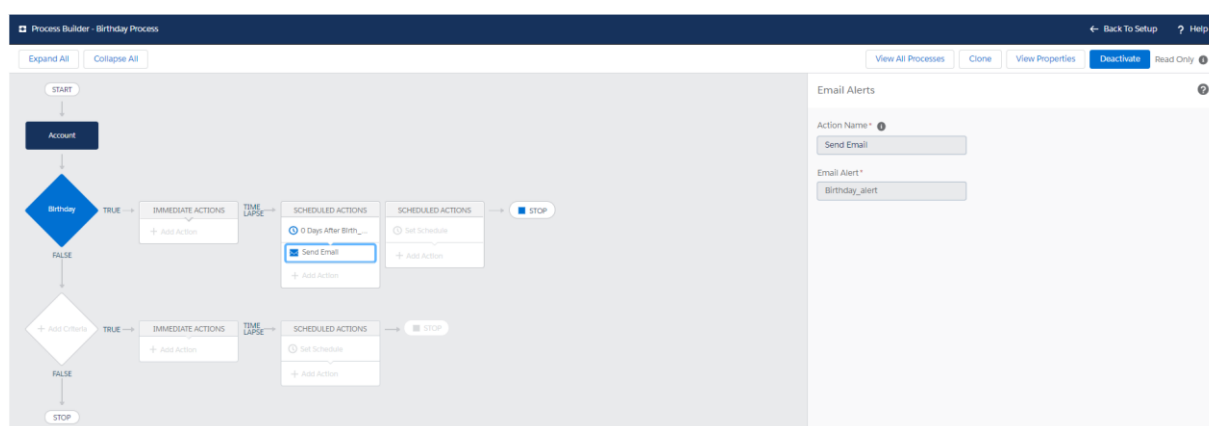 Process Builder - Birthday Process
Back To Setup
? Help
Expand All
Collapse All
View All Processes
Clone
View Properties
Deactivate
Read Only
START
Account
Birthday
TRUE
IMMEDIATE ACTIONS
+ Add Action
TIME LAPSE
SCHEDULED ACTIONS
0 Days After Birth_...
Send Email
+ Add Action
SCHEDULED ACTIONS
Set Schedule
+ Add Action
STOP
FALSE
+ Add Criteria
TRUE
IMMEDIATE ACTIONS
+ Add Action
TIME LAPSE
SCHEDULED ACTIONS
Set Schedule
+ Add Action
STOP
FALSE
STOP
Email Alerts
Action Name*
Send Email
Email Alert*
Birthday_alert